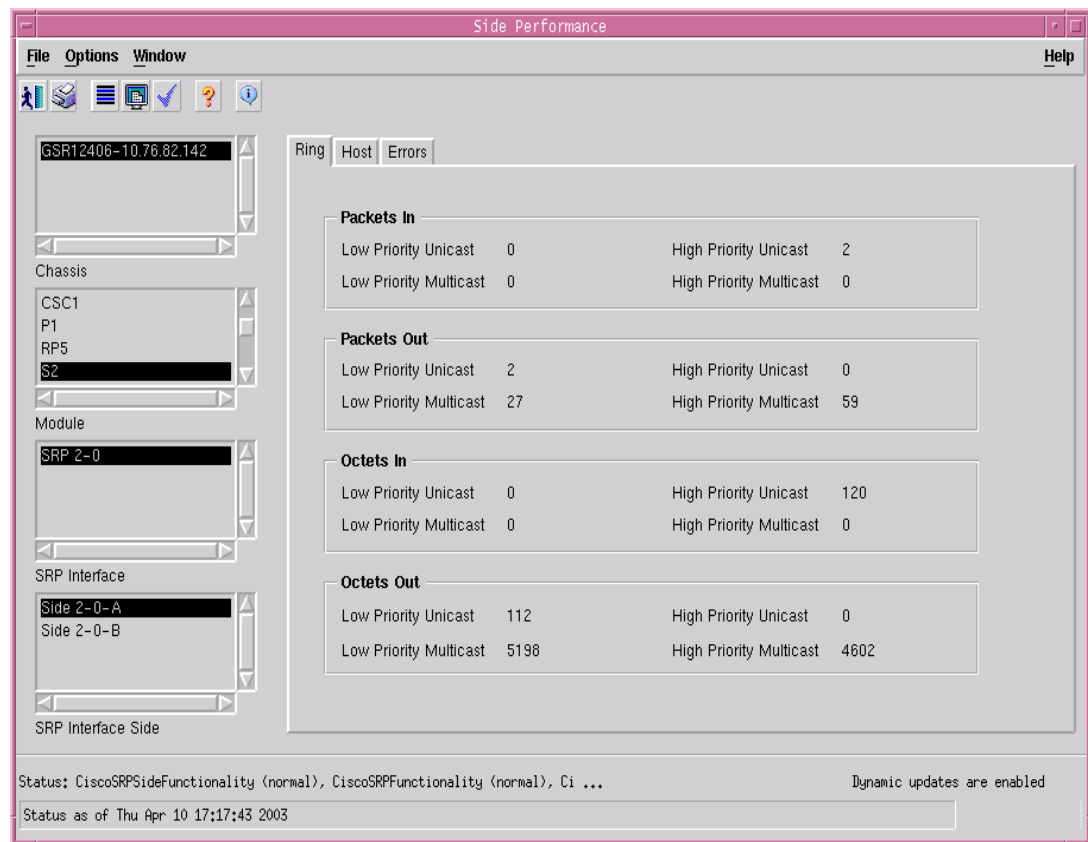 Side Performance
File Options Window Help
GSR12406-10.76.82.142
Chassis
CSC1
P1
RP5
S2
Module
SRP 2-0
SRP Interface
Side 2-0-A
Side 2-0-B
SRP Interface Side
Ring Host Errors
Packets In
Low Priority Unicast 0 High Priority Unicast 2
Low Priority Multicast 0 High Priority Multicast 0
Packets Out
Low Priority Unicast 2 High Priority Unicast 0
Low Priority Multicast 27 High Priority Multicast 59
Octets In
Low Priority Unicast 0 High Priority Unicast 120
Low Priority Multicast 0 High Priority Multicast 0
Octets Out
Low Priority Unicast 112 High Priority Unicast 0
Low Priority Multicast 5198 High Priority Multicast 4602
Status: CiscoSRPSideFunctionality (normal), CiscoSRPFunctionality (normal), Ci ... Dynamic updates are enabled
Status as of Thu Apr 10 17:17:43 2003